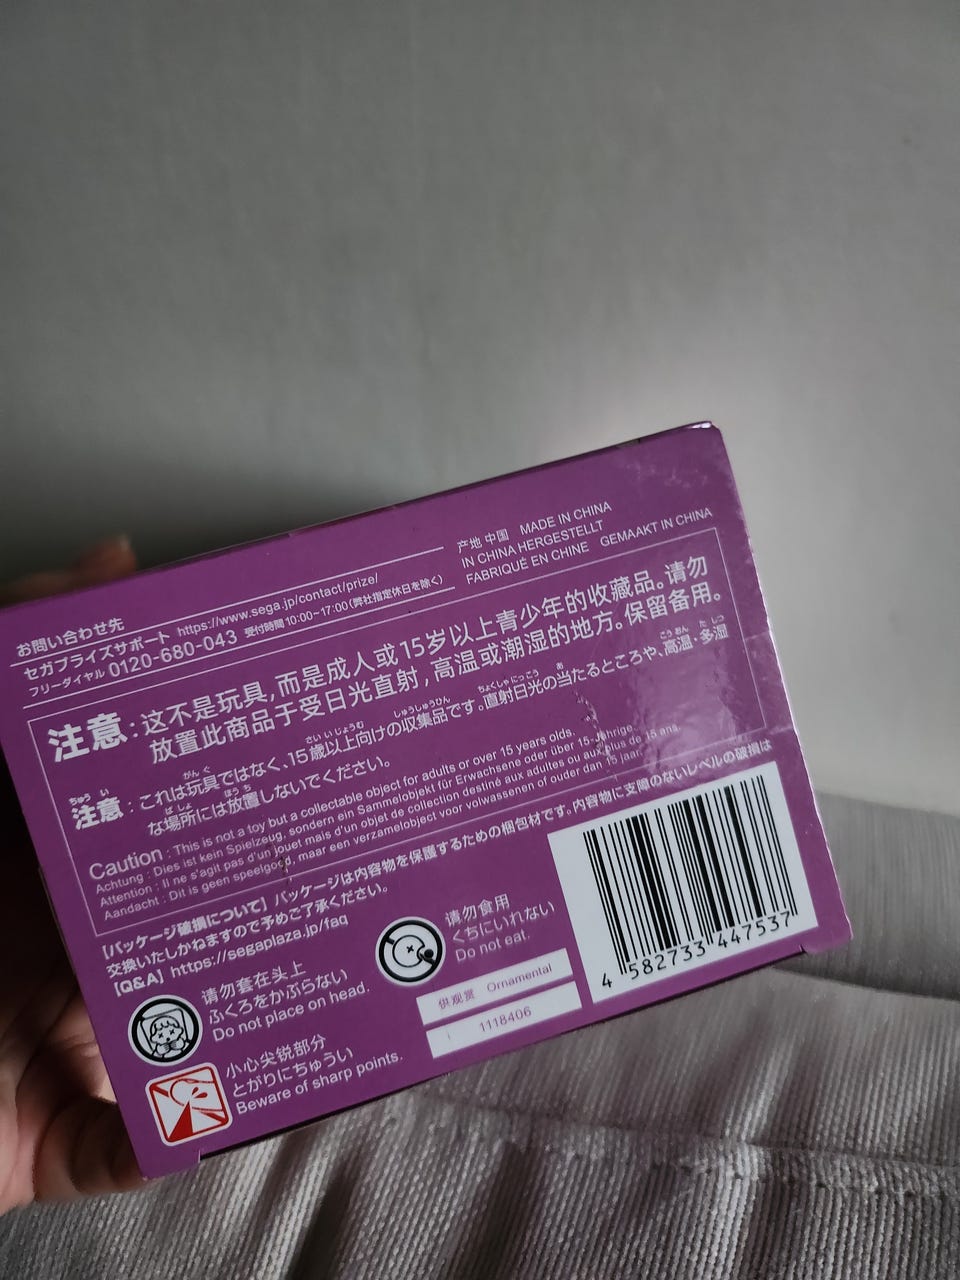 お問い合わせ先
セガプライズサポート https://www.sega.jp/contact/prize/
フリーダイヤル 0120-680-043 受付時間10:00~17:00(弊社指定休日を除く)
产地 中国 MADE IN CHINA
IN CHINA HERGESTELLT
FABRIQUÉ EN CHINE GEMAAKT IN CHINA
注意:这不是玩具,而是成人或15岁以上青少年的收藏品。请勿
放置此商品于受日光直射,高温或潮湿的地方。保留备用。
注意:これは玩具ではなく、15歳以上向けの収集品です。直射日光の当たるところや、高温・多湿
な場所には放置しないでください。
Caution : This is not a toy but a collectable object for adults or over 15 years olds.
Achtung : Dies ist kein Spielzeug, sondern ein Sammelobjekt für Erwachsene oder über 15-Jährige.
Attention : Il ne s'agit pas d'un jouet mais d'un objet de collection destiné aux adultes ou aux plus de 15 ans.
Aandacht : Dit is geen speelgoed, maar een verzamelobject voor volwassenen of ouder dan 15 jaar.
【パッケージ破損について】パッケージは内容物を保護するための梱包材です。内容物に支障のないレベルの破損は
交換いたしかねますので予めご了承ください。
【Q&A】https://segaplaza.jp/faq
请勿套在头上
ふくろをかぶらない
Do not place on head.
请勿食用
くちにいれない
Do not eat.
小心尖锐部分
とがりにちゅうい
Beware of sharp points.
供观赏 Ornamental
1118406
4 582733 447537